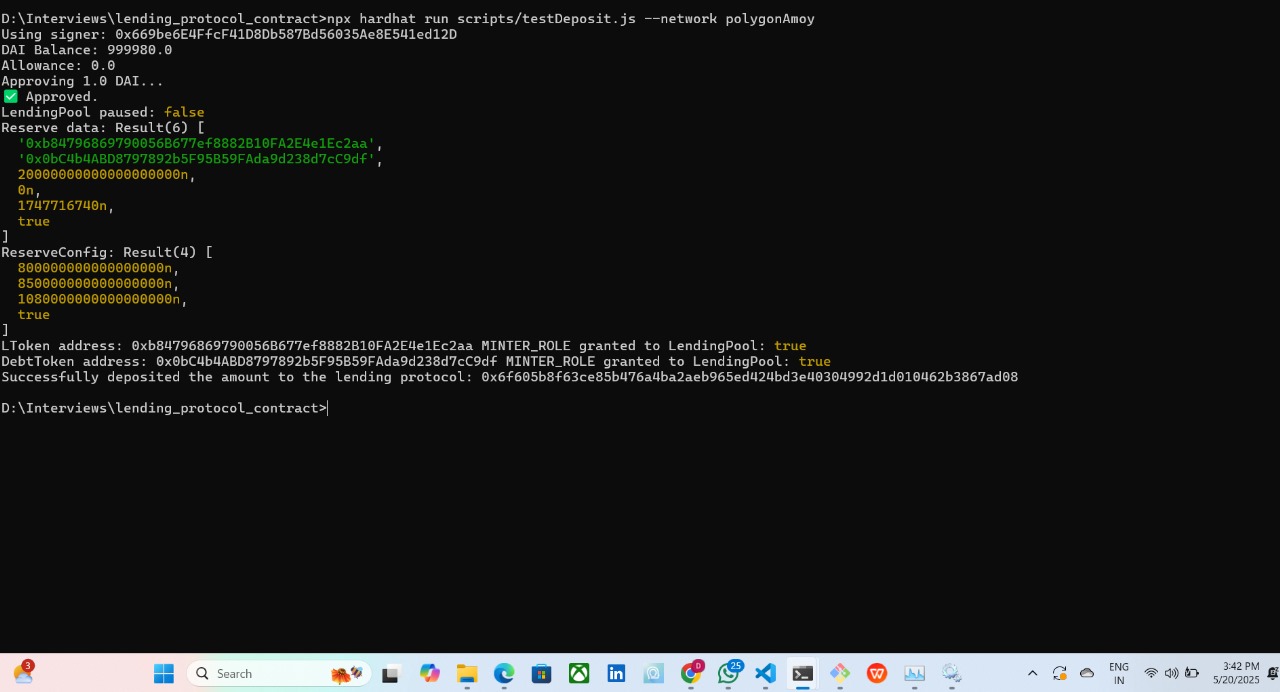 D:\Interviews\lending_protocol_contract>npx hardhat run scripts/testDeposit.js --network polygonAmoy
Using signer: 0x669be6E4FfcF41D8Db587Bd56035Ae8E541ed12D
DAI Balance: 999980.0
Allowance: 0.0
Approving 1.0 DAI...
✅ Approved.
LendingPool paused: false
Reserve data: Result(6) [
'0xb84796869790056B677ef8882B10FA2E4e1Ec2aa',
'0x0bC4b4ABD8797892b5F95B59FAda9d238d7cC9df',
20000000000000000000n,
0n,
1747716740n,
true
]
ReserveConfig: Result(4) [
800000000000000000n,
850000000000000000n,
1080000000000000000n,
true
]
LToken address: 0xb84796869790056B677ef8882B10FA2E4e1Ec2aa MINTER_ROLE granted to LendingPool: true
DebtToken address: 0x0bC4b4ABD8797892b5F95B59FAda9d238d7cC9df MINTER_ROLE granted to LendingPool: true
Successfully deposited the amount to the lending protocol: 0x6f605b8f63ce85b476a4ba2aeb965ed424bd3e40304992d1d010462b3867ad08
D:\Interviews\lending_protocol_contract>
3
Search
D
25
ENG
IN
3:42 PM
5/20/2025